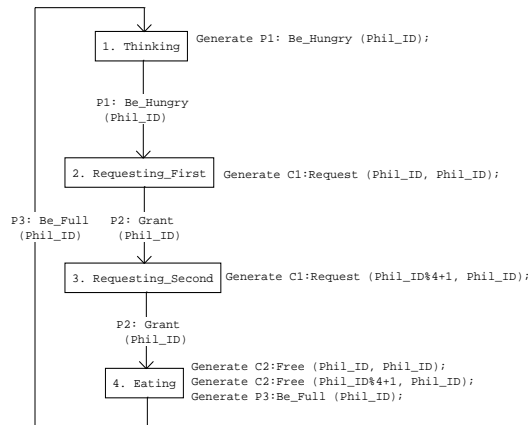 1. Thinking
Generate P1: Be_Hungry (Phil_ID);
P1: Be_Hungry
(Phil_ID)
2. Requesting_First
Generate C1:Request (Phil_ID, Phil_ID);
P3: Be_Full
(Phil_ID)
P2: Grant
(Phil_ID)
3. Requesting_Second
Generate C1:Request (Phil_ID%4+1, Phil_ID);
P2: Grant
(Phil_ID)
4. Eating
Generate C2:Free (Phil_ID, Phil_ID);
Generate C2:Free (Phil_ID%4+1, Phil_ID);
Generate P3:Be_Full (Phil_ID);